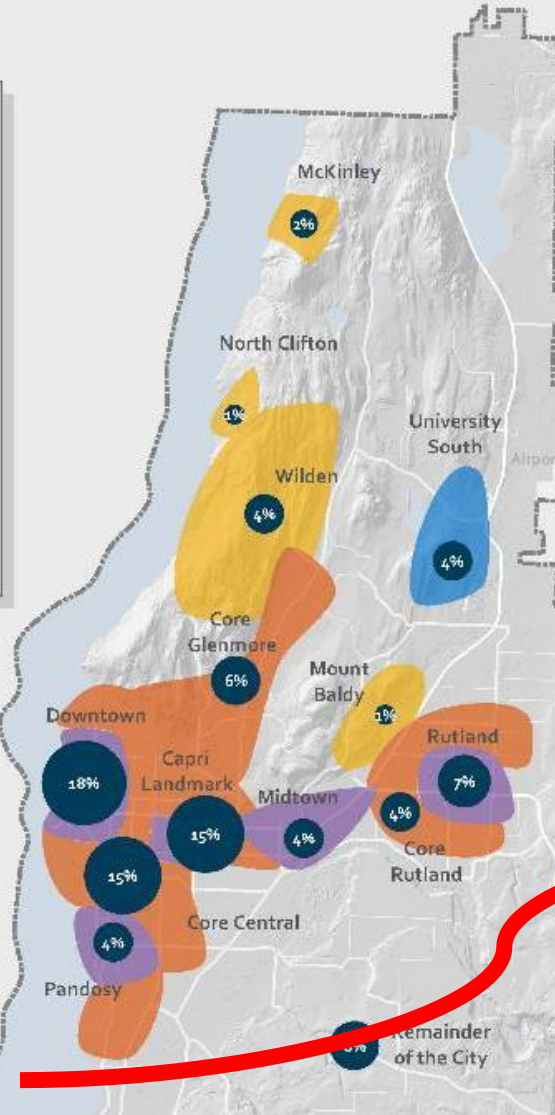 McKinley
2%
North Clifton
1%
University
South
Airpor
Wilden
4%
4%
Core
Glenmore
6%
Mount
Baldy
1%
Downtown
Rutland
Capri
Landmark
18%
7%
Midtown
15%
4%
4%
Core
Rutland
15%
Core Central
4%
Pandosy
Remainder
of the City